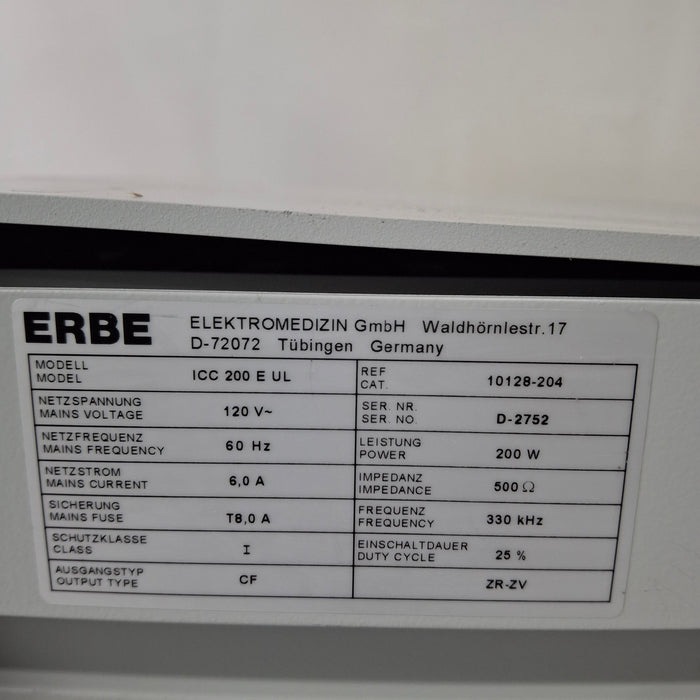 ERBE
ELEKTROMEDIZIN GmbH Waldhörnlestr.17
D-72072 Tübingen Germany
MODELL
MODEL
ICC 200 E UL
REF
CAT.
10128-204
NETZSPANNUNG
MAINS VOLTAGE
120 V~
SER. NR.
SER. NO.
D-2752
NETZFREQUENZ
MAINS FREQUENCY
60 Hz
LEISTUNG
POWER
200 W
NETZSTROM
MAINS CURRENT
6,0 A
IMPEDANZ
IMPEDANCE
500 Ω
SICHERUNG
MAINS FUSE
T8,0 A
FREQUENZ
FREQUENCY
330 kHz
SCHUTZKLASSE
CLASS
I
EINSCHALTDAUER
DUTY CYCLE
25 %
AUSGANGSTYP
OUTPUT TYPE
CF
ZR-ZV